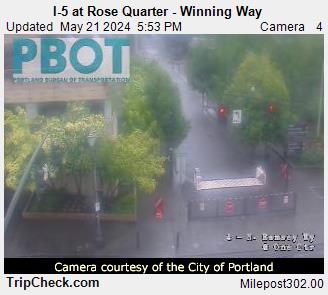 I-5 at Rose Quarter - Winning Way
Updated May 21 2024 5:53 PM Camera 4
PBOT
PORTLAND BUREAU OF TRANSPORTATION
Camera courtesy of the City of Portland
TripCheck.com Milepost302.00